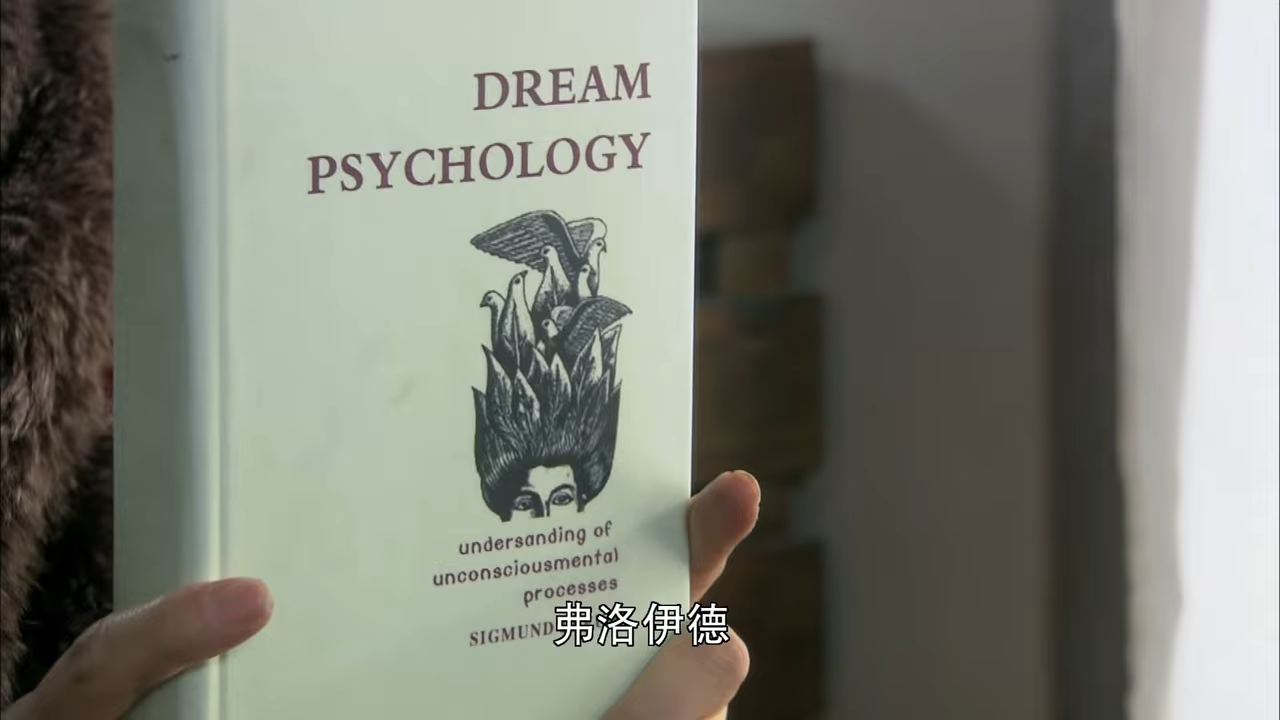 DREAM
PSYCHOLOGY
undersanding of
unconsciousmental
processes
SIGMUND
弗洛伊德